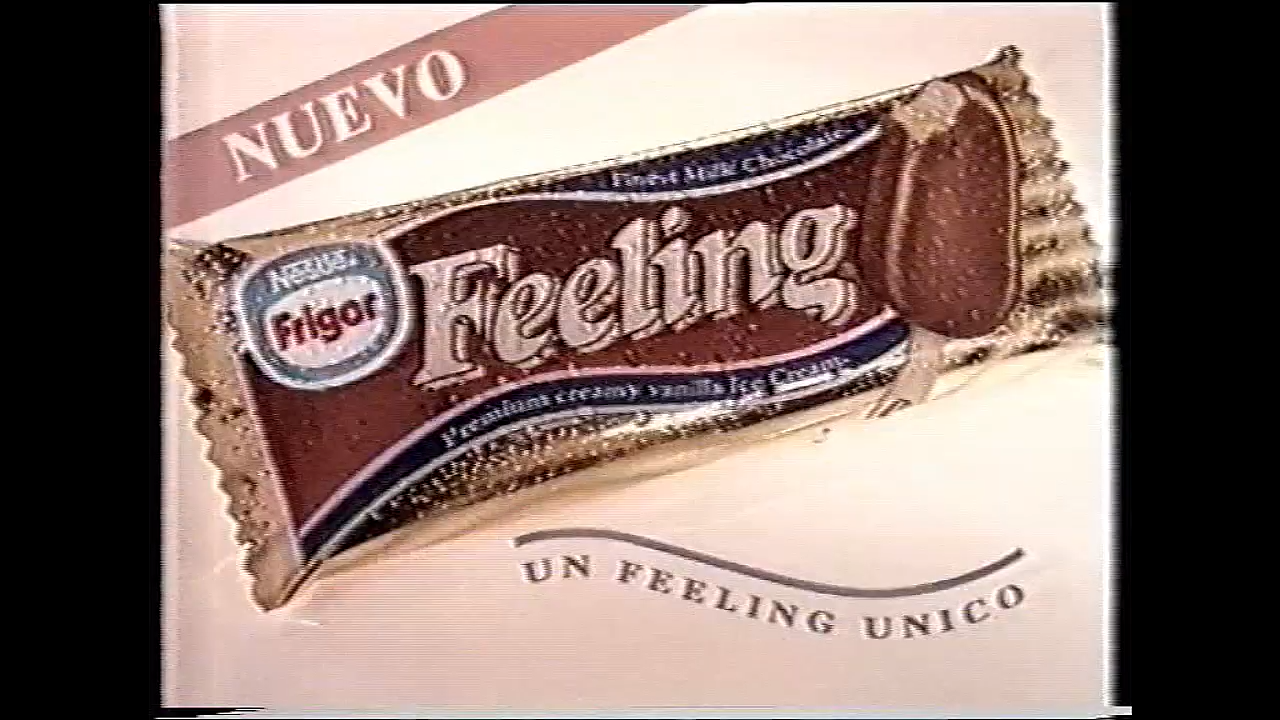 NUEVO
Finest Milk Chocolate
Nestlé
Frigor
Feeling
Premium creamy vanilla Ice Cream
UN FEELING UNICO